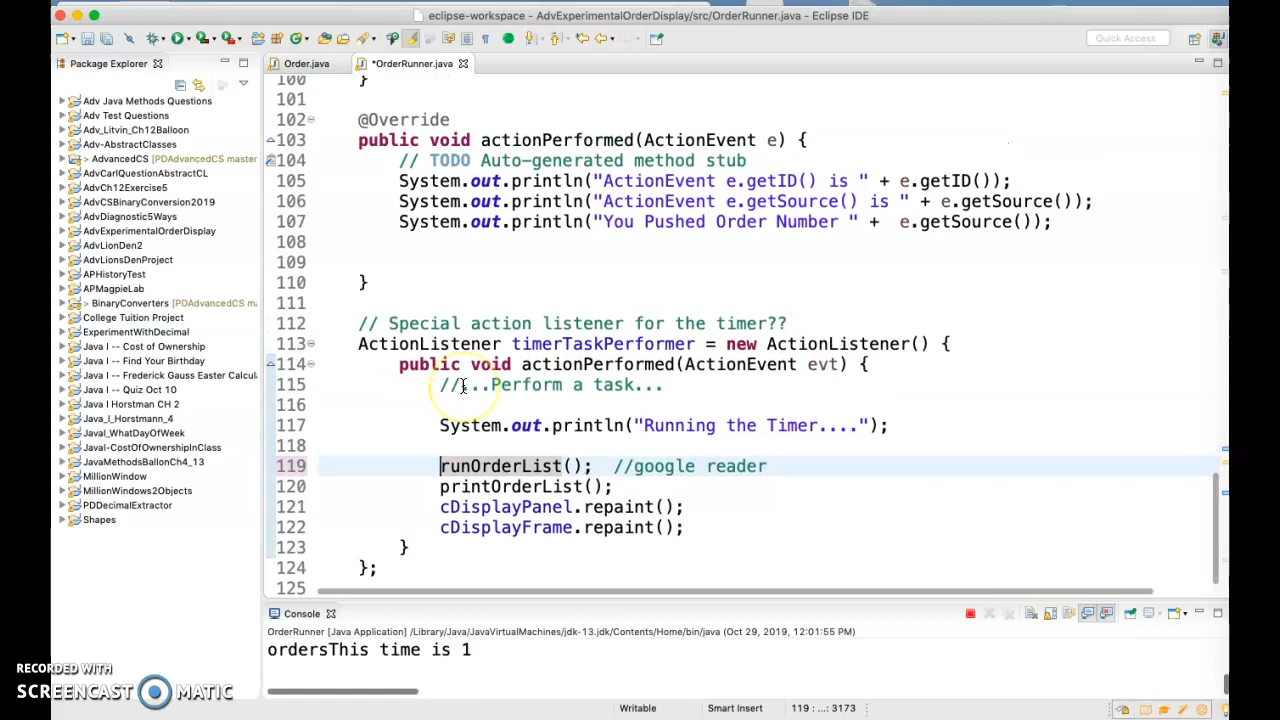 eclipse-workspace - AdvExperimentalOrderDisplay/src/OrderRunner.java - Eclipse IDE
Quick Access
Package Explorer
Order.java
*OrderRunner.java
Adv Java Methods Questions
Adv Test Questions
Adv_Litvin_Ch12Balloon
Adv-AbstractClasses
> AdvancedCS [PDAdvancedCS master
AdvCarlQuestionAbstractCL
AdvCh12Exercise5
AdvCSBinaryConversion2019
AdvDiagnostic5Ways
AdvExperimentalOrderDisplay
AdvLionDen2
AdvLionsDenProject
APHistoryTest
APMagpieLab
> BinaryConverters [PDAdvancedCS ma
College Tuition Project
ExperimentWithDecimal
Java I -- Cost of Ownership
Java I -- Find Your Birthday
Java I -- Frederick Gauss Easter Calcula
Java I -- Quiz Oct 10
Java I Horstman CH 2
Java_I_Horstmann_4
JavaI_WhatDayOfWeek
JavaI-CostOfOwnershipInClass
JavaMethodsBallonCh4_13
MillionWindow
MillionWindows2Objects
PDDecimalExtractor
Shapes
100 }
101
102 @Override
103 public void actionPerformed(ActionEvent e) {
104 // TODO Auto-generated method stub
105 System.out.println("ActionEvent e.getID() is " + e.getID());
106 System.out.println("ActionEvent e.getSource() is " + e.getSource());
107 System.out.println("You Pushed Order Number " + e.getSource());
108
109
110 }
111
112 // Special action listener for the timer??
113 ActionListener timerTaskPerformer = new ActionListener() {
114 public void actionPerformed(ActionEvent evt) {
115 //...Perform a task...
116
117 System.out.println("Running the Timer....");
118
119 runOrderList(); //google reader
120 printOrderList();
121 cDisplayPanel.repaint();
122 cDisplayFrame.repaint();
123 }
124 };
125
Console
OrderRunner [Java Application] /Library/Java/JavaVirtualMachines/jdk-13.jdk/Contents/Home/bin/java (Oct 29, 2019, 12:01:55 PM)
ordersThis time is 1
RECORDED WITH
SCREENCAST MATIC
Writable
Smart Insert
119 : ...: 3173